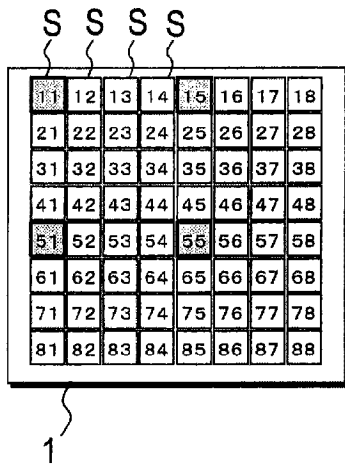 S S S S
11 12 13 14 15 16 17 18
21 22 23 24 25 26 27 28
31 32 33 34 35 36 37 38
41 42 43 44 45 46 47 48
51 52 53 54 55 56 57 58
61 62 63 64 65 66 67 68
71 72 73 74 75 76 77 78
81 82 83 84 85 86 87 88
1